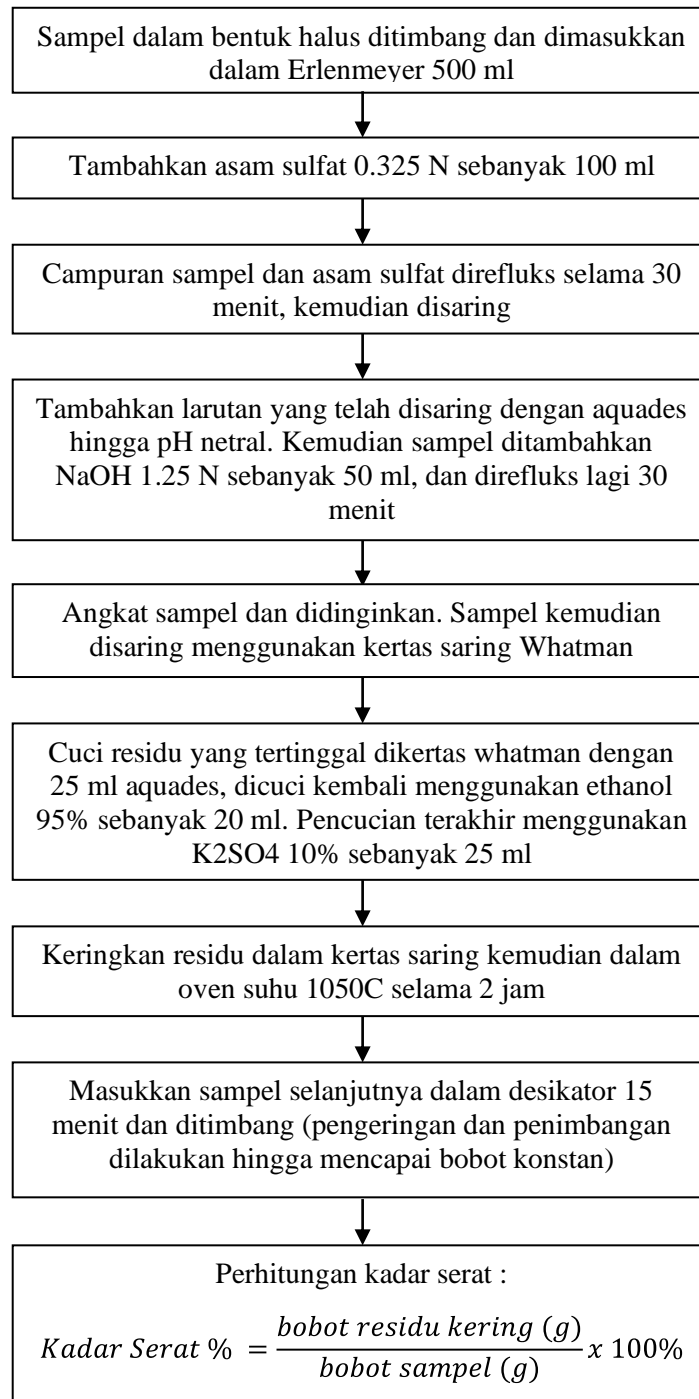 Sampel dalam bentuk halus ditimbang dan dimasukkan
dalam Erlenmeyer 500 ml
Tambahkan asam sulfat 0.325 N sebanyak 100 ml
Campuran sampel dan asam sulfat direfluks selama 30
menit, kemudian disaring
Tambahkan larutan yang telah disaring dengan aquades
hingga pH netral. Kemudian sampel ditambahkan
NaOH 1.25 N sebanyak 50 ml, dan direfluks lagi 30
menit
Angkat sampel dan didinginkan. Sampel kemudian
disaring menggunakan kertas saring Whatman
Cuci residu yang tertinggal dikertas whatman dengan
25 ml aquades, dicuci kembali menggunakan ethanol
95% sebanyak 20 ml. Pencucian terakhir menggunakan
K2SO4 10% sebanyak 25 ml
Keringkan residu dalam kertas saring kemudian dalam
oven suhu 1050C selama 2 jam
Masukkan sampel selanjutnya dalam desikator 15
menit dan ditimbang (pengeringan dan penimbangan
dilakukan hingga mencapai bobot konstan)
Perhitungan kadar serat :
Kadar Serat % = bobot residu kering (g) / bobot sampel (g) x 100%